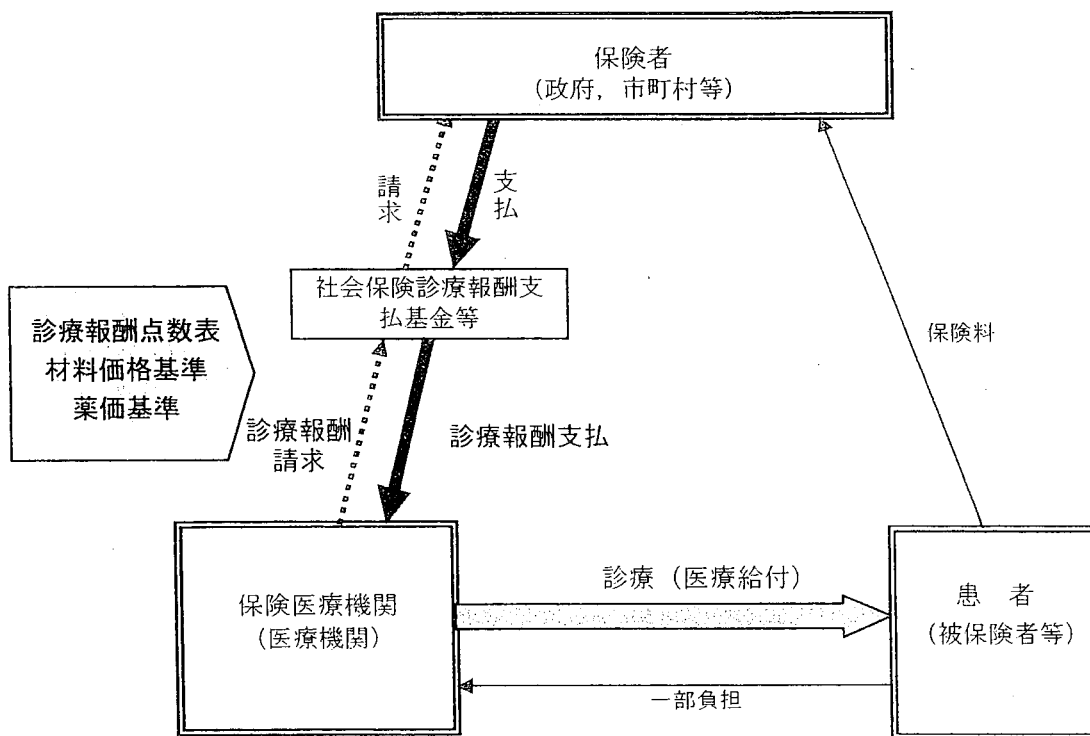 保険者
(政府，市町村等)
請求
支払
社会保険診療報酬支
払基金等
診療報酬点数表
材料価格基準
薬価基準
保険料
診療報酬
請求
診療報酬支払
保険医療機関
(医療機関)
診療（医療給付）
患　者
(被保険者等)
一部負担